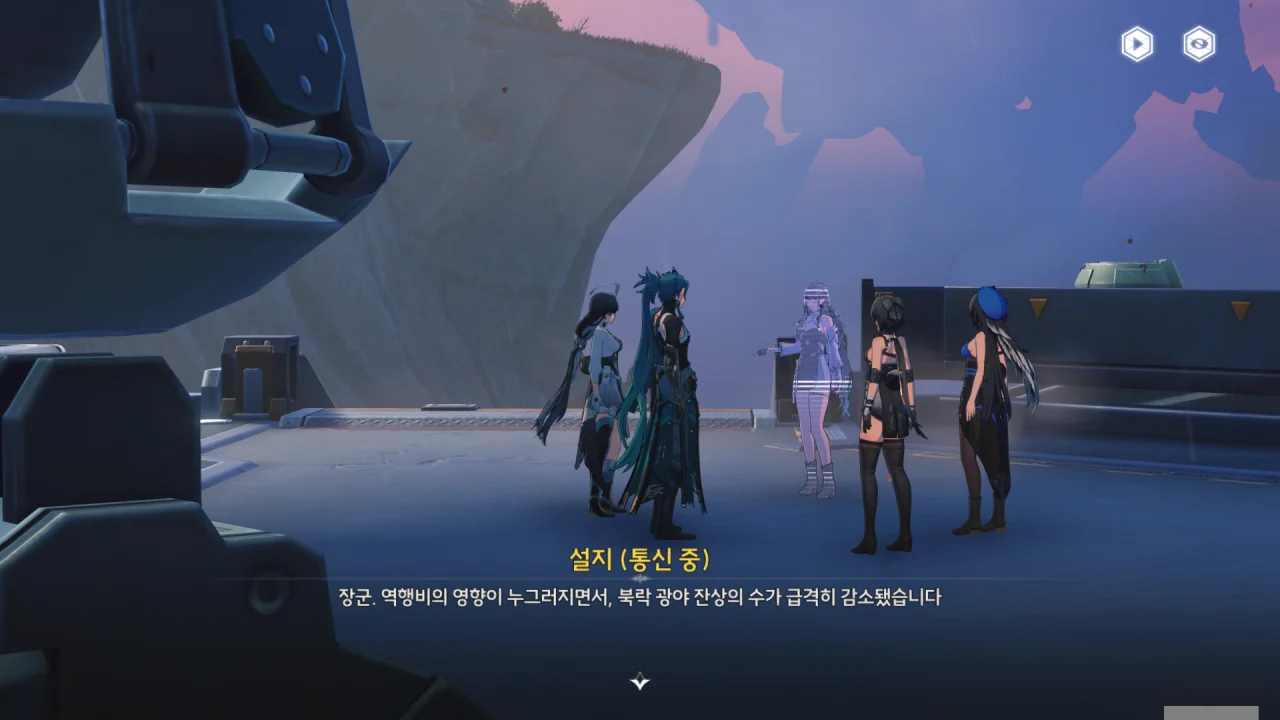 설지 (통신 중)
장군. 역행비의 영향이 누그러지면서, 북락 광야 잔상의 수가 급격히 감소됐습니다